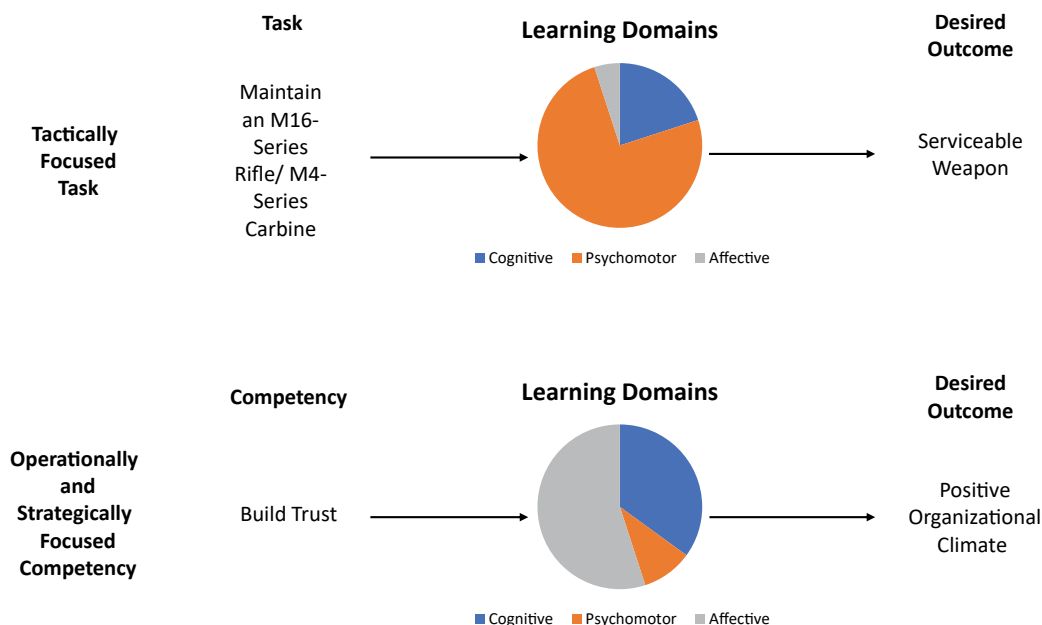 Task
Learning Domains
Desired
Outcome
Tactically
Focused
Task
Maintain
an M16-
Series
Rifle/ M4-
Series
Carbine
Serviceable
Weapon
Cognitive Psychomotor Affective
Competency
Learning Domains
Desired
Outcome
Operationally
and
Strategically
Focused
Competency
Build Trust
Positive
Organizational
Climate
Cognitive Psychomotor Affective